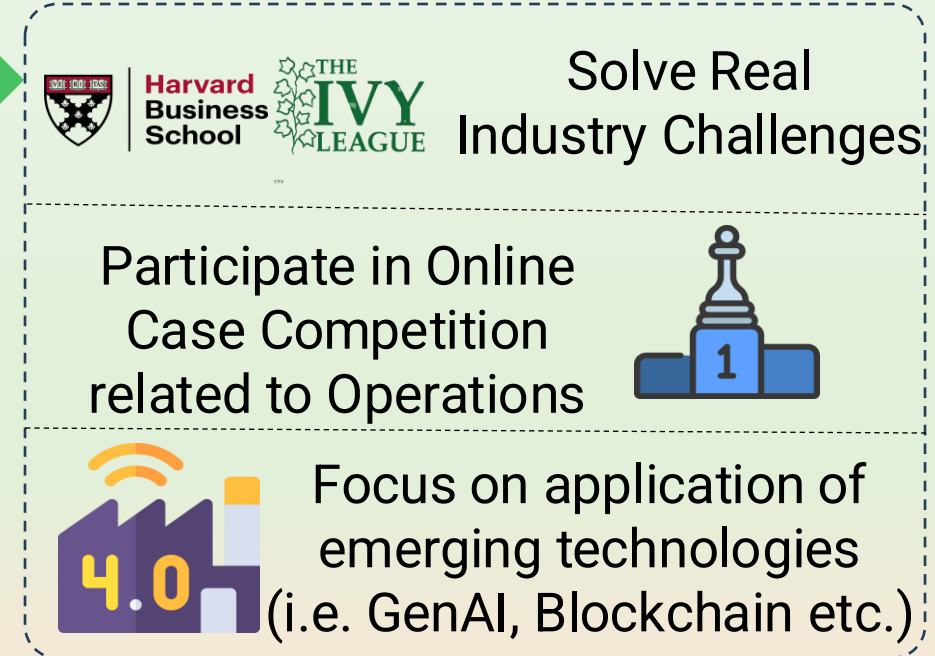 Harvard
Business
School
THE
IVY
LEAGUE
Solve Real
Industry Challenges
Participate in Online
Case Competition
related to Operations
1
4.0
Focus on application of
emerging technologies
(i.e. GenAI, Blockchain etc.)